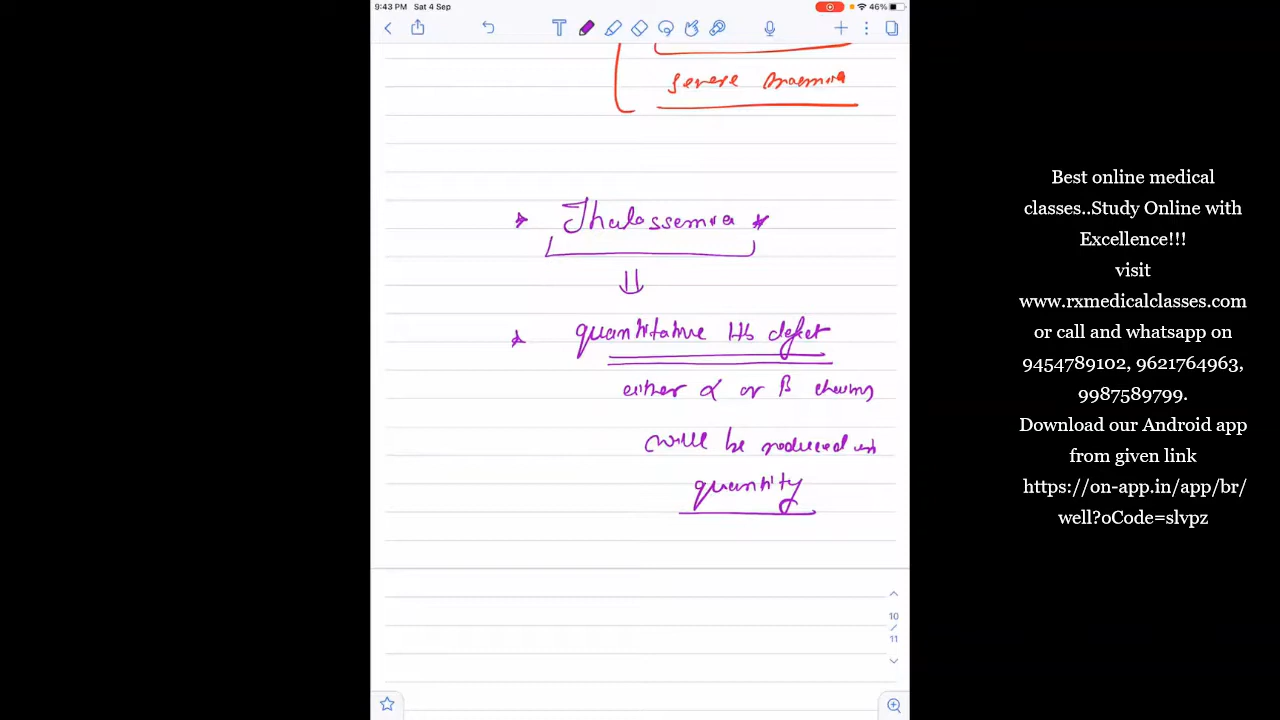 9:43 PM Sat 4 Sep
46%
Severe Anaemia
Thalassemia
quantitative Hb defect
either α or β chains
will be reduced in
quantity
10
/
11
Best online medical
classes..Study Online with
Excellence!!!
visit
www.rxmedicalclasses.com
or call and whatsapp on
9454789102, 9621764963,
9987589799.
Download our Android app
from given link
https://on-app.in/app/br/
well?oCode=slvpz